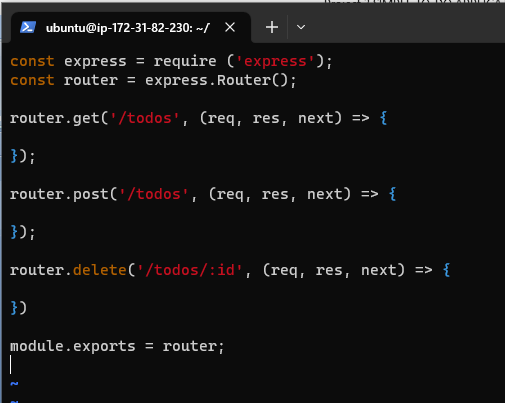 ubuntu@ip-172-31-82-230: ~/
const express = require ('express');
const router = express.Router();
router.get('/todos', (req, res, next) => {
});
router.post('/todos', (req, res, next) => {
});
router.delete('/todos/:id', (req, res, next) => {
})
module.exports = router;
~
~